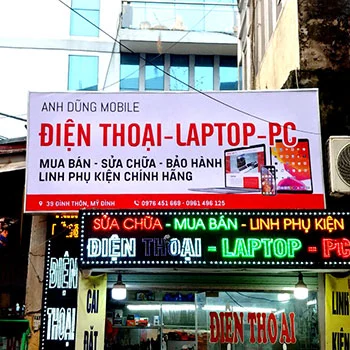 ANH DŨNG MOBILE
ĐIỆN THOẠI-LAPTOP-PC
MUA BÁN - SỬA CHỮA - BẢO HÀNH
LINH PHỤ KIỆN CHÍNH HÃNG
39 ĐÌNH THÔN, MỸ ĐÌNH 0976 451 668 - 0961 496 125
SỬA CHỮA - MUA BÁN - LINH PHỤ KIỆN
ĐIỆN THOẠI - LAPTOP - PC
ĐIỆN
THOẠI
CÀI
ĐẶT
ĐIỆN THOẠI
LINH
KIỆN